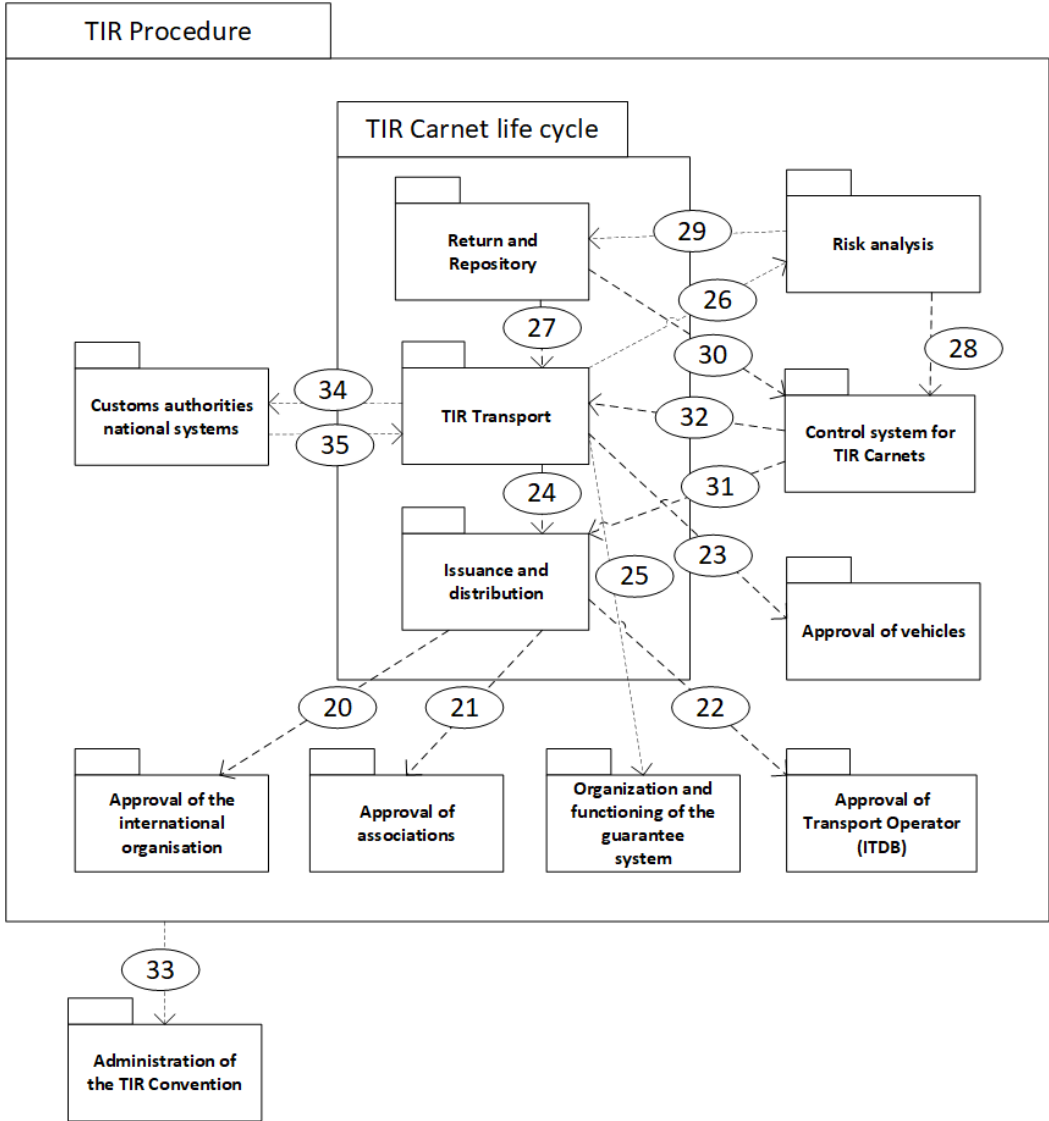 TIR Procedure
TIR Carnet life cycle
Return and
Repository
29
Risk analysis
26
27
30
28
Customs authorities
national systems
34
35
TIR Transport
32
Control system for
TIR Carnets
31
24
Issuance and
distribution
25
23
Approval of vehicles
20
21
22
Approval of the
international
organisation
Approval of
associations
Organization and
functioning of the
guarantee
system
Approval of
Transport Operator
(ITDB)
33
Administration of
the TIR Convention